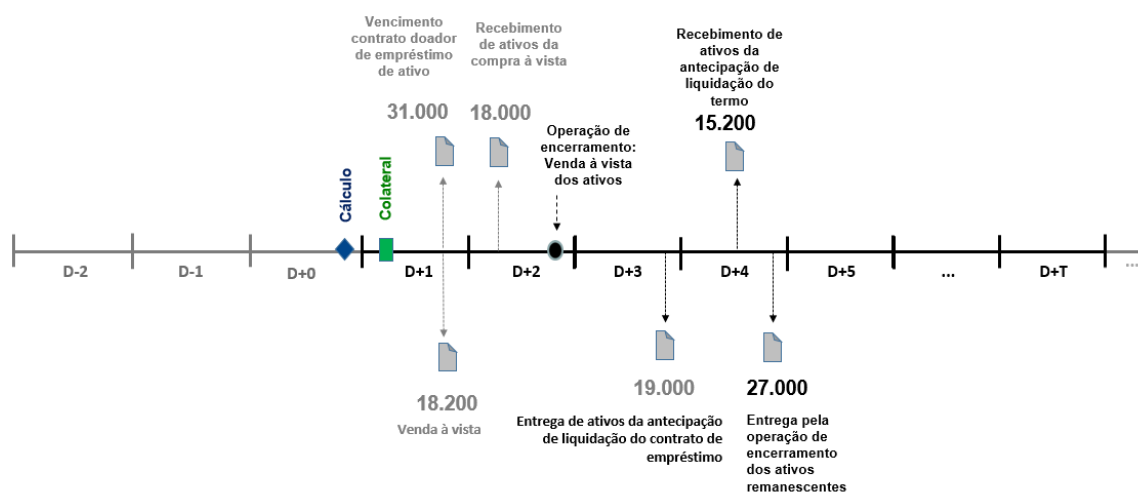 Vencimento
contrato doador
de empréstimo
de ativo
31.000
Recebimento
de ativos da
compra à vista
18.000
Operação de
encerramento:
Venda à vista
dos ativos
Recebimento de
ativos da
antecipação de
liquidação do
termo
15.200
Cálculo
Colateral
D-2
D-1
D+0
D+1
D+2
D+3
D+4
D+5
...
D+T
...
18.200
Venda à vista
19.000
Entrega de ativos da antecipação
de liquidação do contrato de
empréstimo
27.000
Entrega pela
operação de
encerramento
dos ativos
remanescentes